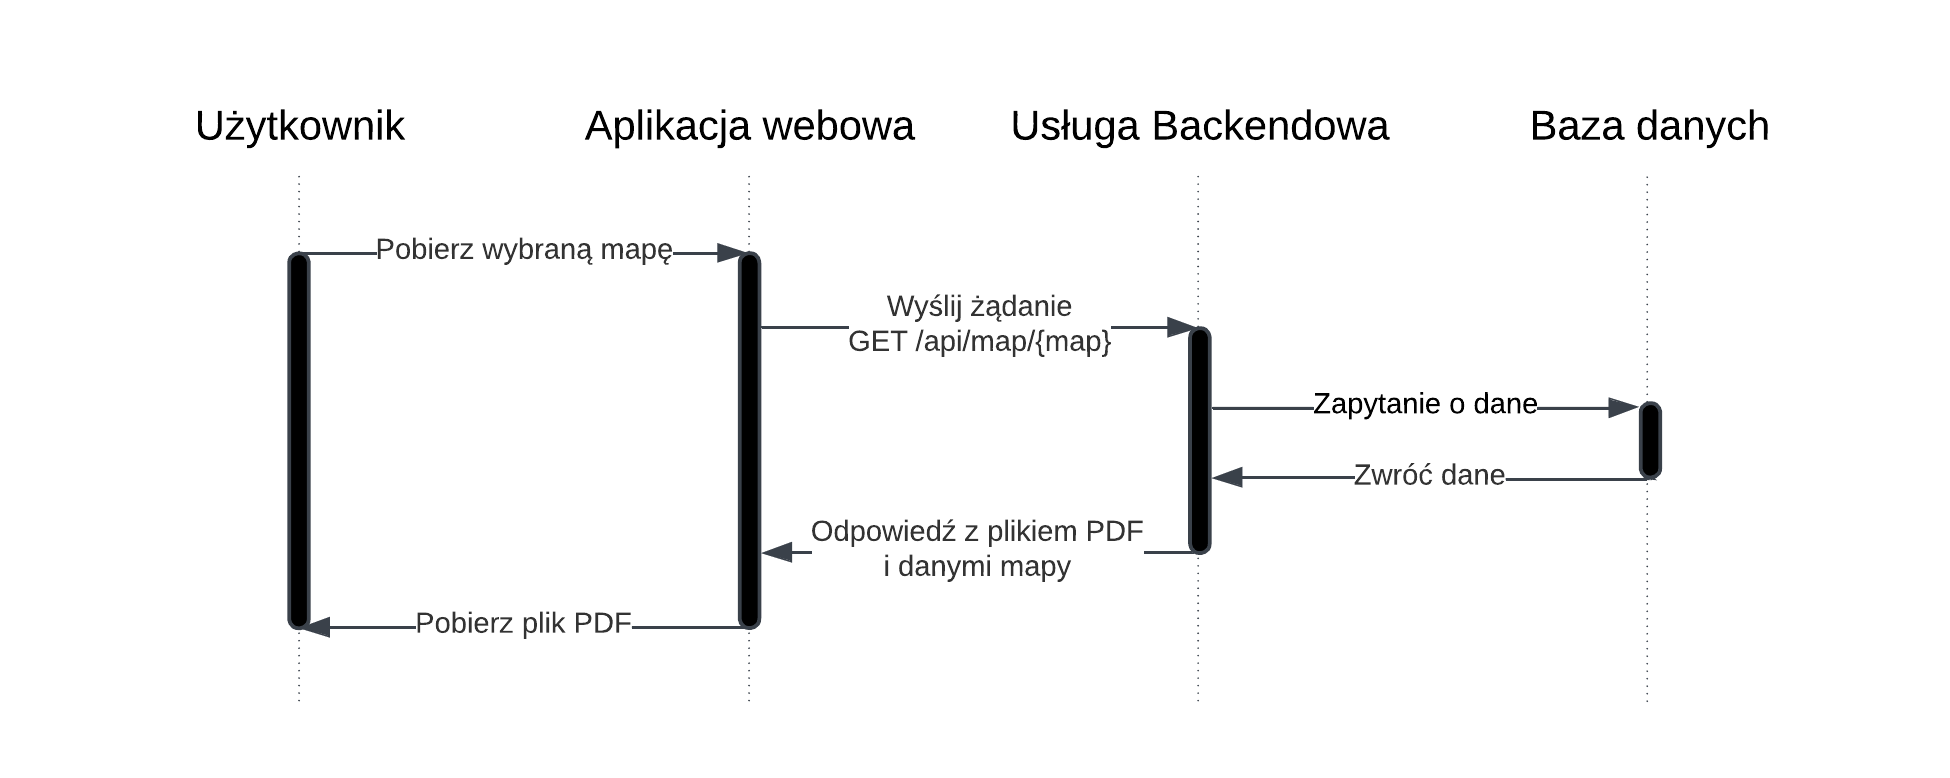 Użytkownik
Aplikacja webowa
Usługa Backendowa
Baza danych
Pobierz wybraną mapę
Wyślij żądanie
GET /api/map/{map}
Zapytanie o dane
Zwróć dane
Odpowiedź z plikiem PDF
i danymi mapy
Pobierz plik PDF